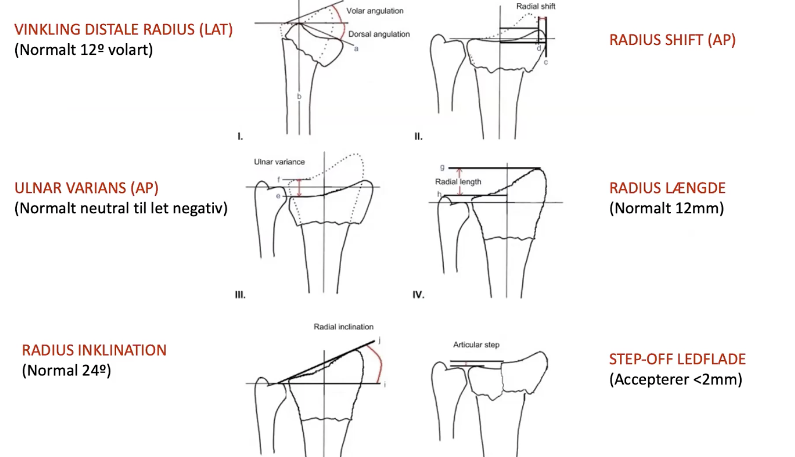 VINKLING DISTALE RADIUS (LAT)
(Normalt 12º volart)
Volar angulation
Dorsal angulation
a
b
I.
Radial shift
d
c
II.
RADIUS SHIFT (AP)
ULNAR VARIANS (AP)
(Normalt neutral til let negativ)
Ulnar variance
f
e
III.
g
Radial length
h
IV.
RADIUS LÆNGDE
(Normalt 12mm)
RADIUS INKLINATION
(Normal 24º)
Radial inclination
j
i
Articular step
STEP-OFF LEDFLADE
(Accepterer <2mm)